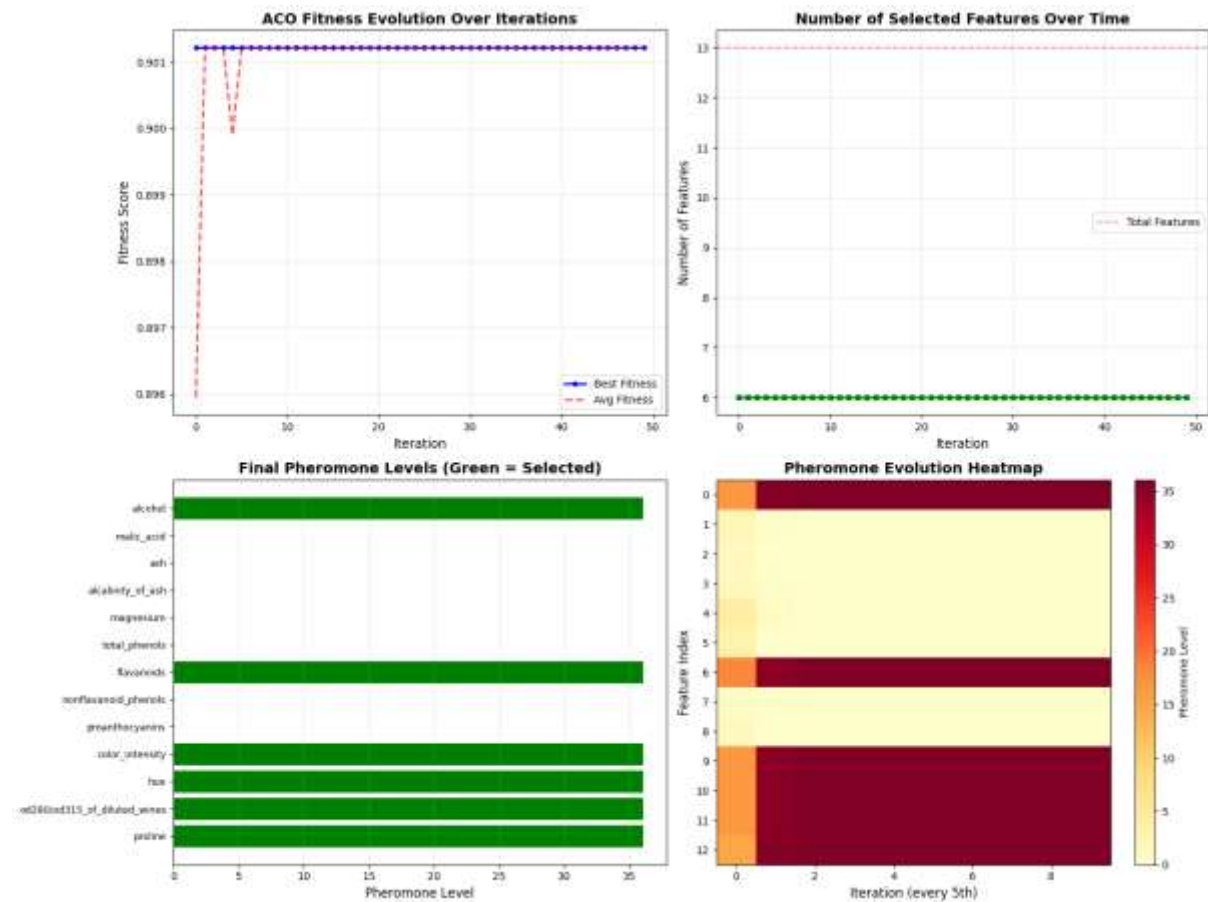 ACO Fitness Evolution Over Iterations
0.901
0.900
0.899
0.898
0.897
0.896
Fitness Score
0 10 20 30 40 50
Iteration
Best Fitness
Avg Fitness
Number of Selected Features Over Time
13
12
11
10
9
8
7
6
Number of Features
Total Features
0 10 20 30 40 50
Iteration
Final Pheromone Levels (Green = Selected)
alcohol
malic_acid
ash
alcalinity_of_ash
magnesium
total_phenols
flavanoids
nonflavanoid_phenols
proanthocyanins
color_intensity
hue
od280/od315_of_diluted_wines
proline
0 5 10 15 20 25 30 35
Pheromone Level
Pheromone Evolution Heatmap
0
1
2
3
4
5
6
7
8
9
10
11
12
Feature Index
0 2 4 6 8
Iteration (every 5th)
35
30
25
20
15
10
5
0
Pheromone Level